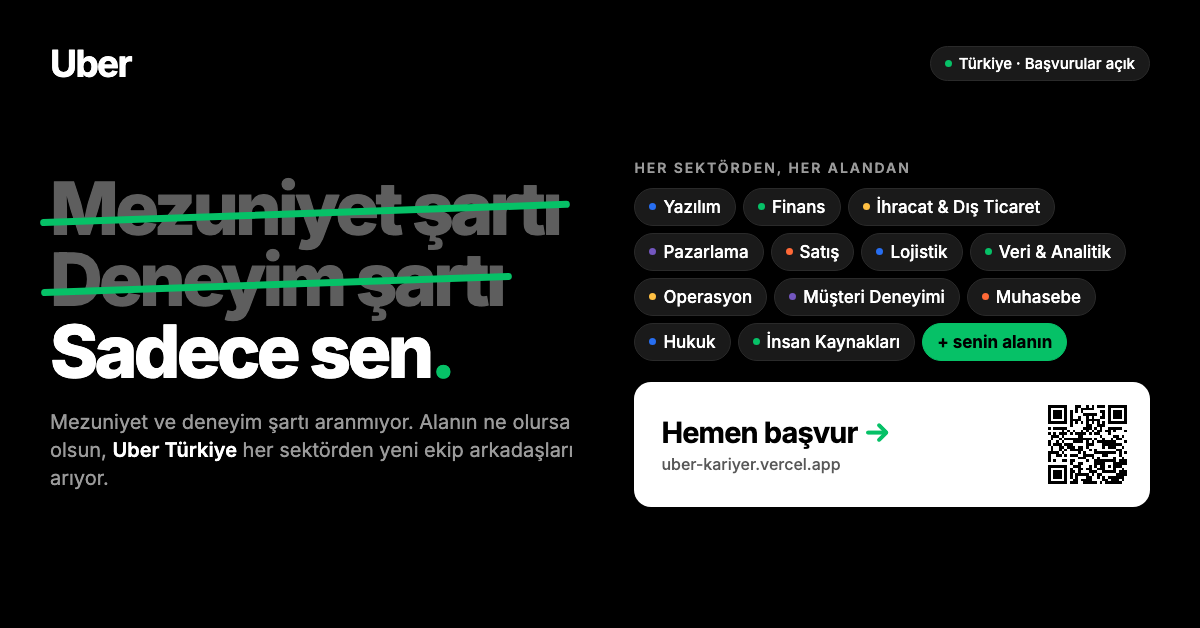 Uber
Türkiye · Başvurular açık
Mezuniyet şartı
Deneyim şartı
Sadece sen.
Mezuniyet ve deneyim şartı aranmıyor. Alanın ne olursa
olsun, Uber Türkiye her sektörden yeni ekip arkadaşları
arıyor.
HER SEKTÖRDEN, HER ALANDAN
Yazılım Finans İhracat & Dış Ticaret
Pazarlama Satış Lojistik Veri & Analitik
Operasyon Müşteri Deneyimi Muhasebe
Hukuk İnsan Kaynakları + senin alanın
Hemen başvur →
uber-kariyer.vercel.app